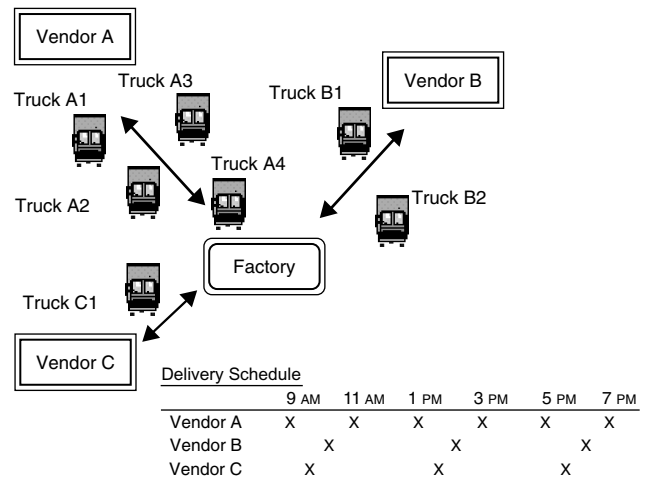 Vendor A
Truck A3
Vendor B
Truck B1
Truck A1
Truck A4
Truck B2
Truck A2
Factory
Truck C1
Vendor C
Delivery Schedule
9 AM 11 AM 1 PM 3 PM 5 PM 7 PM
Vendor A X X X X X X
Vendor B X X X
Vendor C X X X